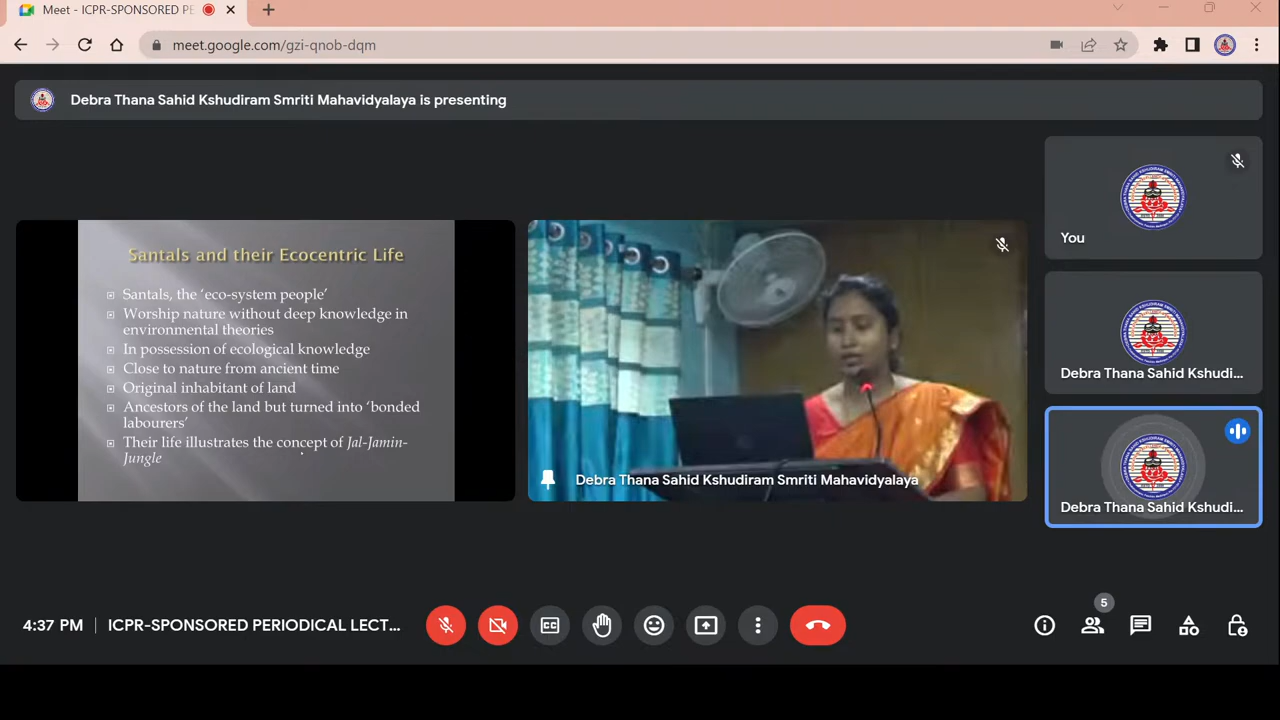 Meet - ICPR-SPONSORED PE
meet.google.com/gzi-qnob-dqm
Debra Thana Sahid Kshudiram Smriti Mahavidyalaya is presenting
Santals and their Ecocentric Life
Santals, the ‘eco-system people’
Worship nature without deep knowledge in
environmental theories
In possession of ecological knowledge
Close to nature from ancient time
Original inhabitant of land
Ancestors of the land but turned into ‘bonded
labourers’
Their life illustrates the concept of Jal-Jamin-
Jungle
Debra Thana Sahid Kshudiram Smriti Mahavidyalaya
You
Debra Thana Sahid Kshudi...
Debra Thana Sahid Kshudi...
4:37 PM | ICPR-SPONSORED PERIODICAL LECT...
CC
5